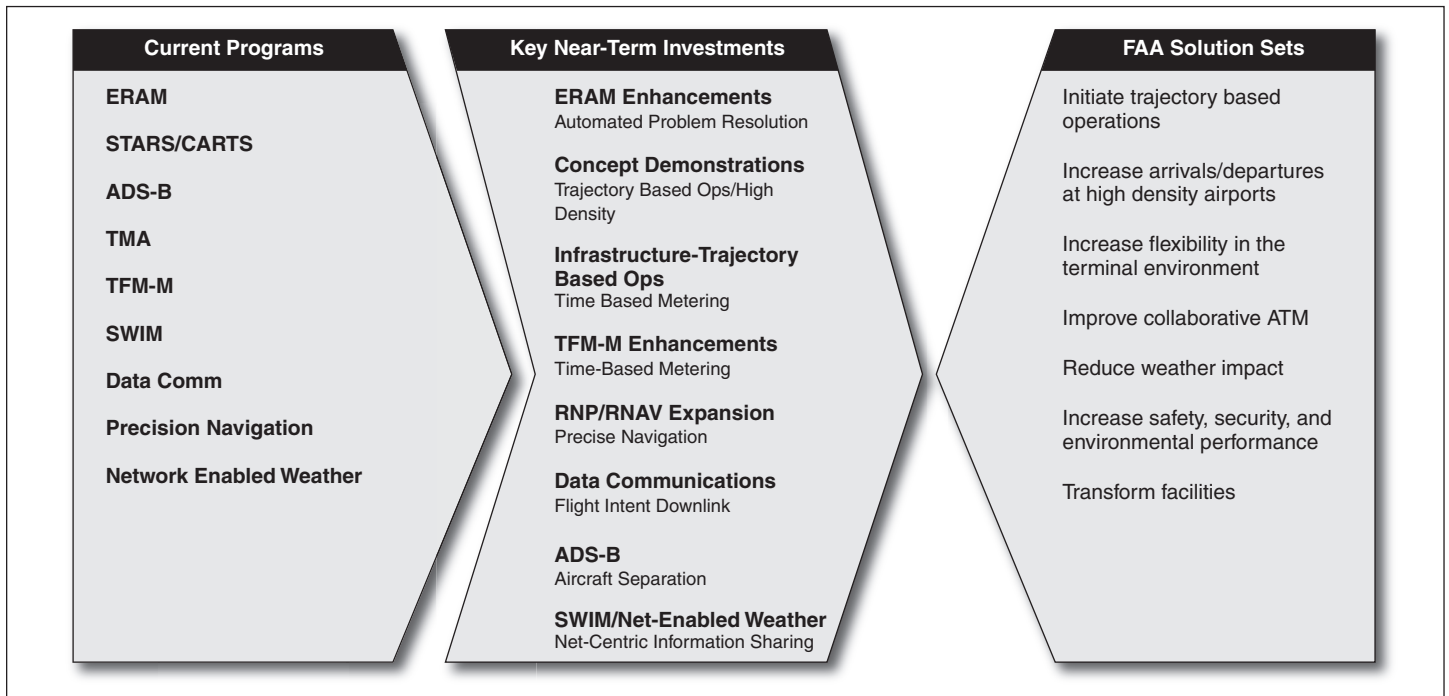 Current Programs
ERAM
STARS/CARTS
ADS-B
TMA
TFM-M
SWIM
Data Comm
Precision Navigation
Network Enabled Weather
Key Near-Term Investments
ERAM Enhancements
Automated Problem Resolution
Concept Demonstrations
Trajectory Based Ops/High
Density
Infrastructure-Trajectory
Based Ops
Time Based Metering
TFM-M Enhancements
Time-Based Metering
RNP/RNAV Expansion
Precise Navigation
Data Communications
Flight Intent Downlink
ADS-B
Aircraft Separation
SWIM/Net-Enabled Weather
Net-Centric Information Sharing
FAA Solution Sets
Initiate trajectory based
operations
Increase arrivals/departures
at high density airports
Increase flexibility in the
terminal environment
Improve collaborative ATM
Reduce weather impact
Increase safety, security, and
environmental performance
Transform facilities